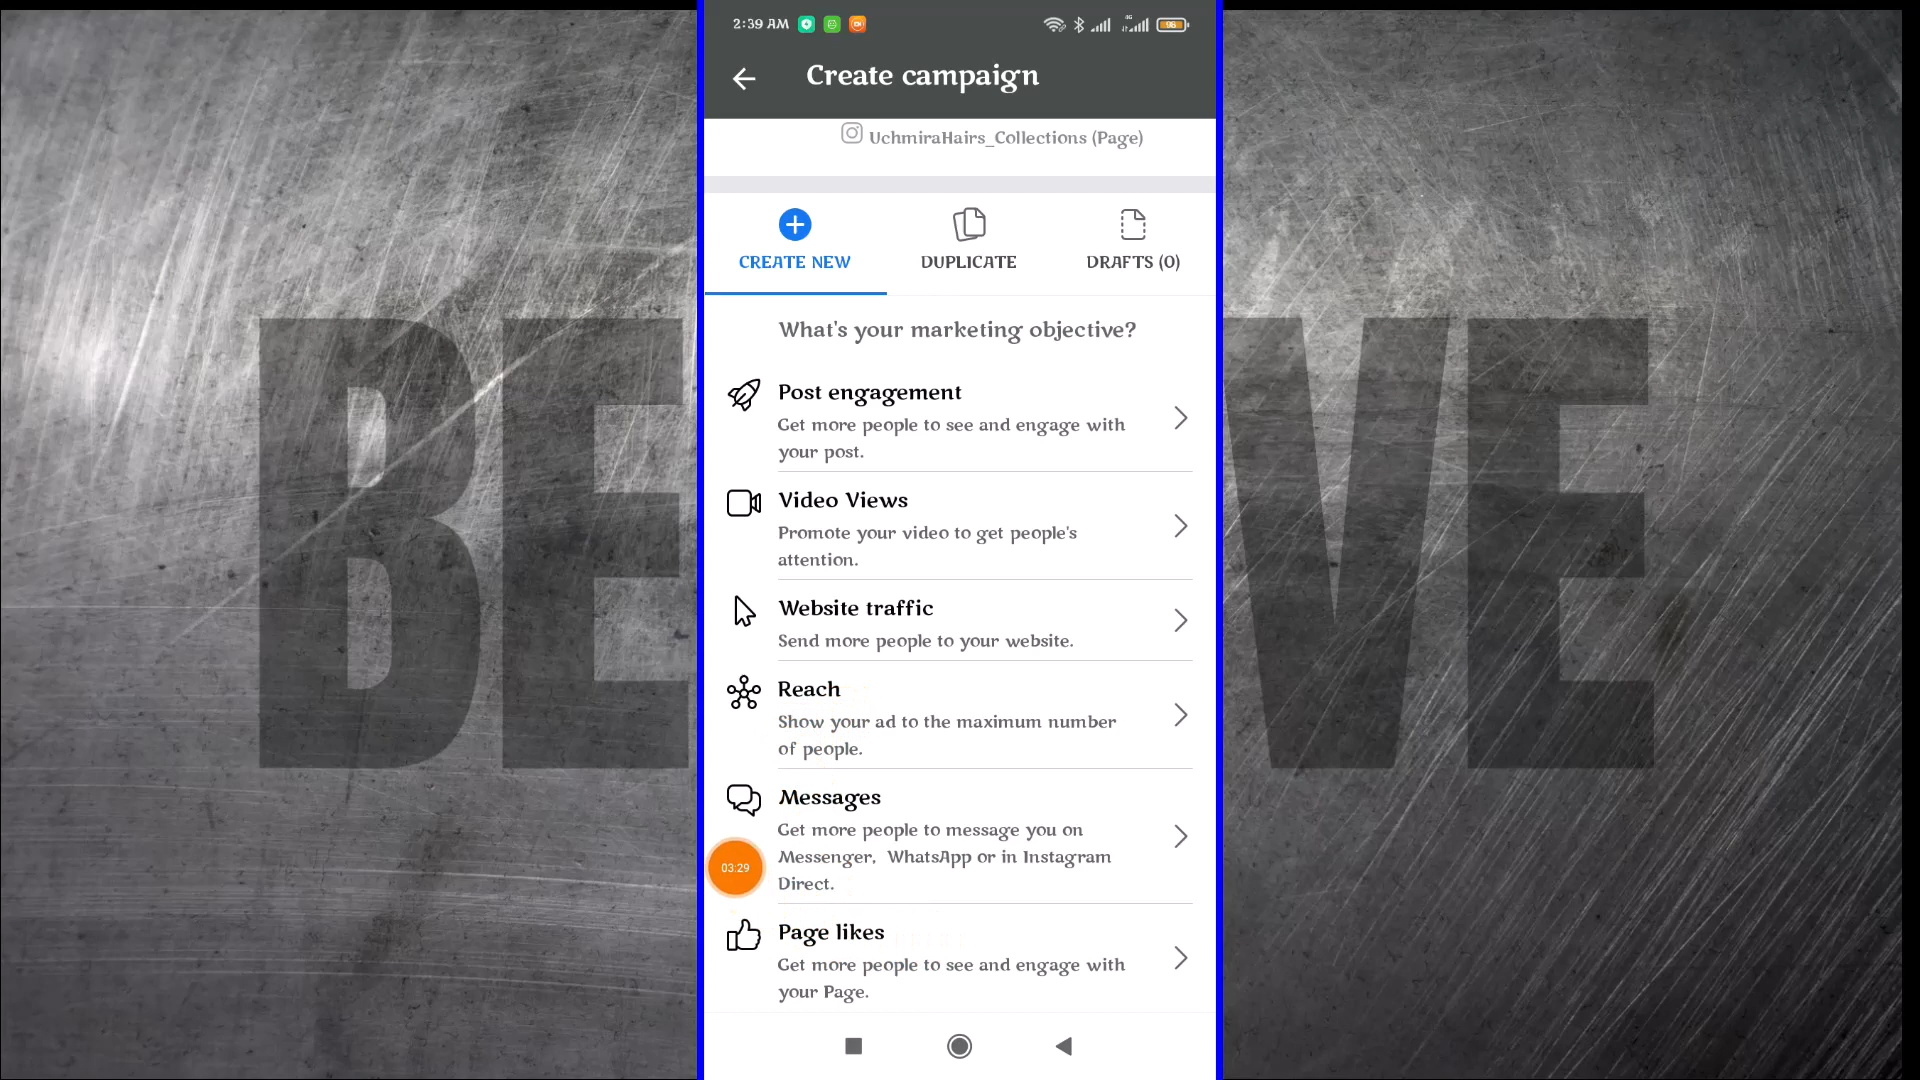 2:39 AM
4G
96
Create campaign
UchmiraHairs_Collections (Page)
CREATE NEW
DUPLICATE
DRAFTS (0)
What's your marketing objective?
Post engagement
Get more people to see and engage with
your post.
Video Views
Promote your video to get people's
attention.
Website traffic
Send more people to your website.
Reach
Show your ad to the maximum number
of people.
Messages
Get more people to message you on
Messenger, WhatsApp or in Instagram
Direct.
03:29
Page likes
Get more people to see and engage with
your Page.
BE
VE